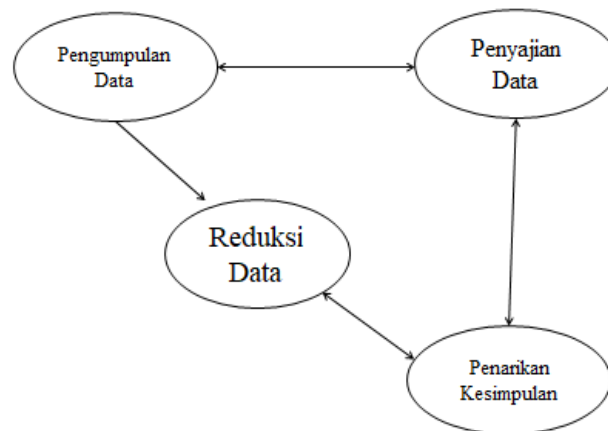 Pengumpulan
Data
Penyajian
Data
Reduksi
Data
Penarikan
Kesimpulan